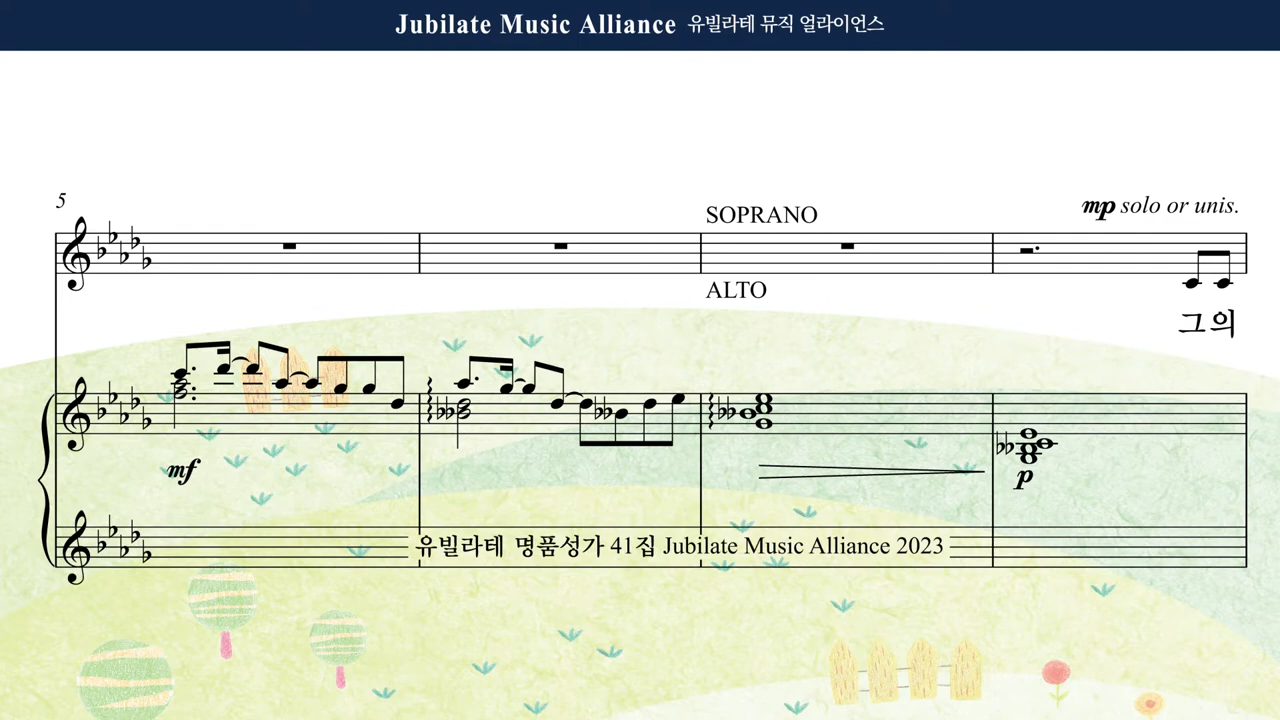 Jubilate Music Alliance 유빌라테 뮤직 얼라이언스
5
SOPRANO
mp solo or unis.
ALTO
그의
mf
p
유빌라테 명품성가 41집 Jubilate Music Alliance 2023